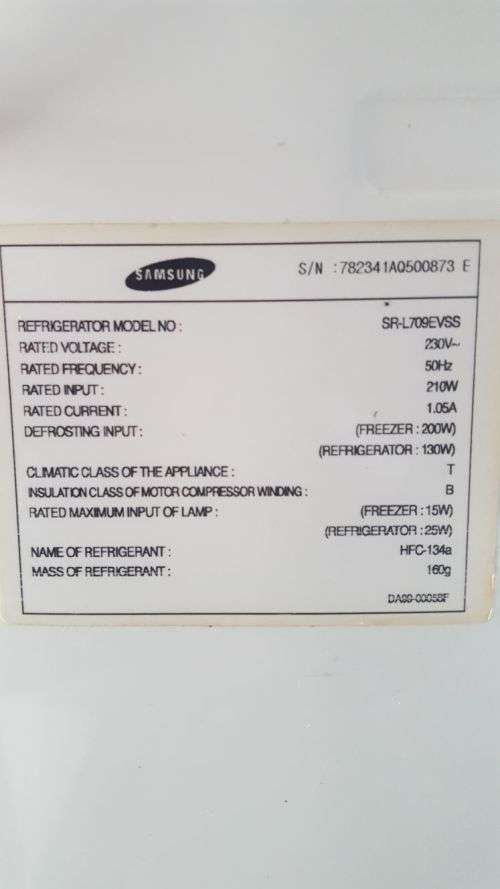 SAMSUNG S/N :782341AQ500873 E
REFRIGERATOR MODEL NO : SR-L709EVSS
RATED VOLTAGE : 230V~
RATED FREQUENCY : 50Hz
RATED INPUT : 210W
RATED CURRENT : 1.05A
DEFROSTING INPUT : (FREEZER : 200W)
(REFRIGERATOR : 130W)
CLIMATIC CLASS OF THE APPLIANCE : T
INSULATION CLASS OF MOTOR COMPRESSOR WINDING : B
RATED MAXIMUM INPUT OF LAMP : (FREEZER : 15W)
(REFRIGERATOR : 25W)
NAME OF REFRIGERANT : HFC-134a
MASS OF REFRIGERANT : 160g